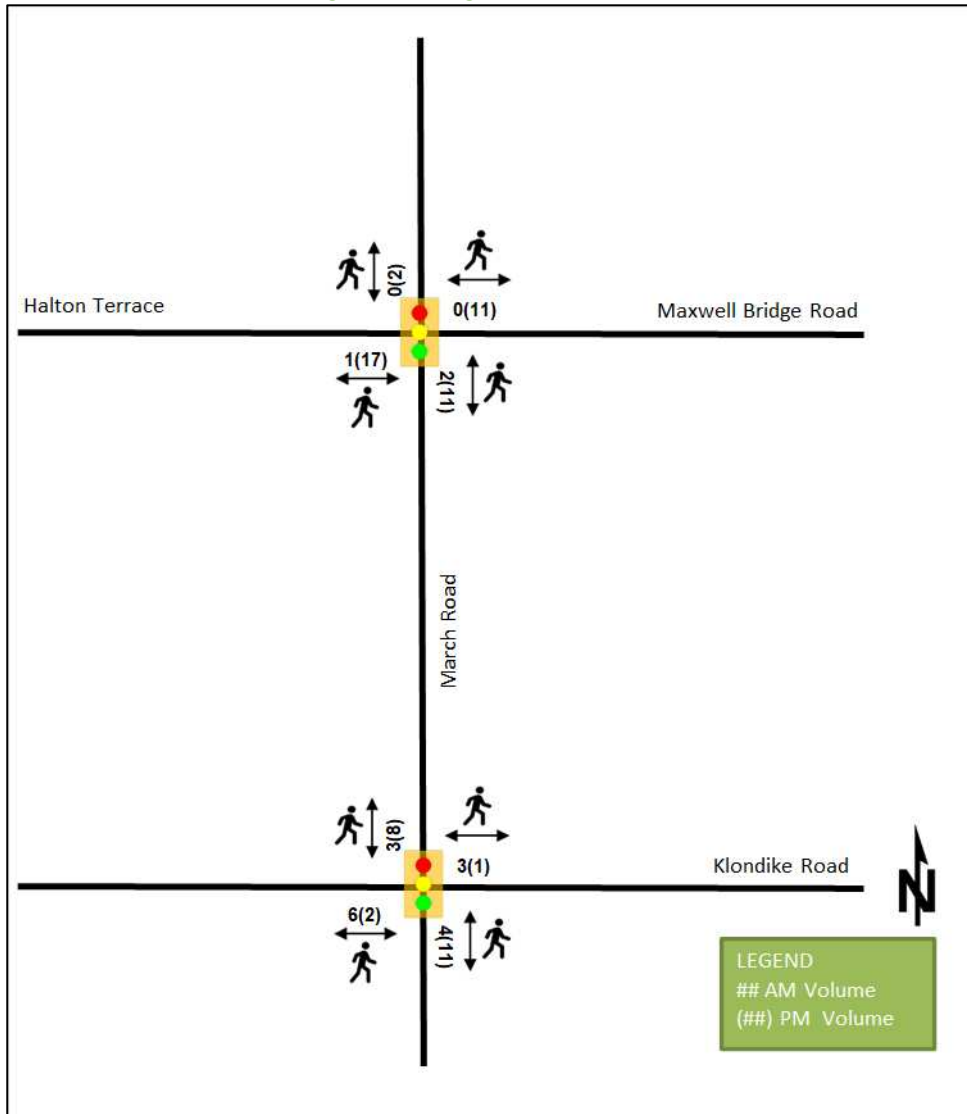 0(2)
0(11)
Halton Terrace
Maxwell Bridge Road
1(17)
2(11)
March Road
3(8)
3(1)
Klondike Road
6(2)
4(11)
N
LEGEND
## AM Volume
(##) PM Volume